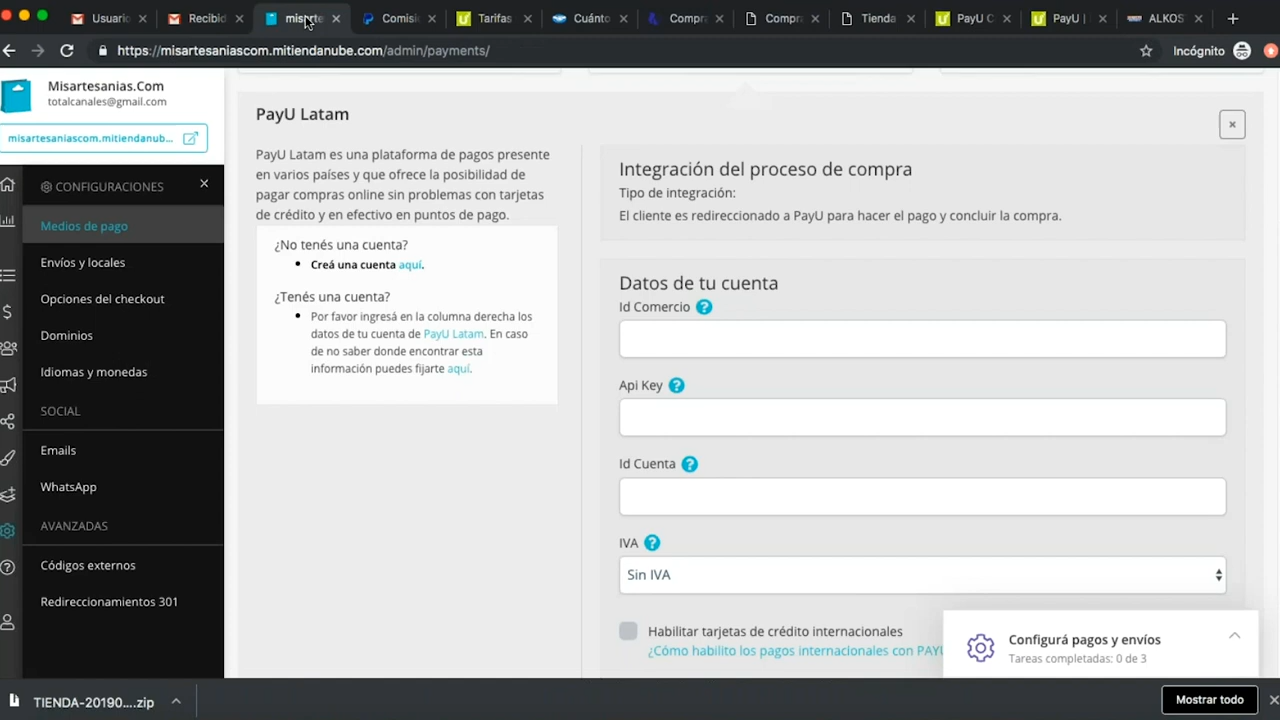 Usuario
Recibid
misarte
Comisi
Tarifas
Cuánto
Compra
Compra
Tienda
PayU C
PayU |
ALKOS
https://misartesaniascom.mitiendanube.com/admin/payments/
Incógnito
Misartesanias.Com
totalcanales@gmail.com
misartesaniascom.mitiendanub...
CONFIGURACIONES
Medios de pago
Envíos y locales
Opciones del checkout
Dominios
Idiomas y monedas
SOCIAL
Emails
WhatsApp
AVANZADAS
Códigos externos
Redireccionamientos 301
PayU Latam
PayU Latam es una plataforma de pagos presente
en varios países y que ofrece la posibilidad de
pagar compras online sin problemas con tarjetas
de crédito y en efectivo en puntos de pago.
¿No tenés una cuenta?
Creá una cuenta aquí.
¿Tenés una cuenta?
Por favor ingresá en la columna derecha los
datos de tu cuenta de PayU Latam. En caso
de no saber donde encontrar esta
información puedes fijarte aquí.
Integración del proceso de compra
Tipo de integración:
El cliente es redireccionado a PayU para hacer el pago y concluir la compra.
Datos de tu cuenta
Id Comercio ?
Api Key ?
Id Cuenta ?
IVA ?
Sin IVA
Habilitar tarjetas de crédito internacionales
¿Cómo habilito los pagos internacionales con PAYU
Configurá pagos y envíos
Tareas completadas: 0 de 3
TIENDA-20190....zip
Mostrar todo